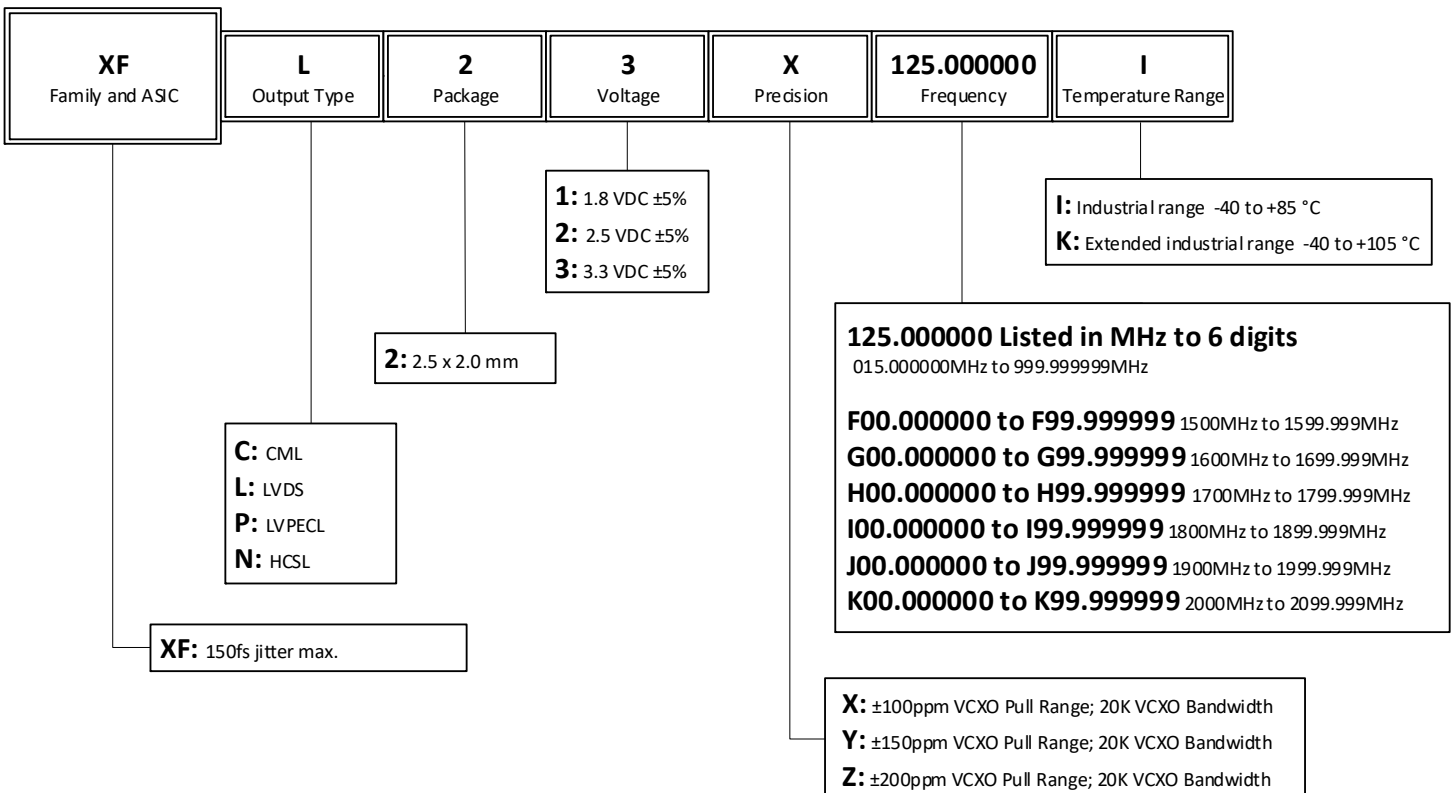 XF
Family and ASIC
L
Output Type
2
Package
3
Voltage
X
Precision
125.000000
Frequency
I
Temperature Range
1: 1.8 VDC ±5%
2: 2.5 VDC ±5%
3: 3.3 VDC ±5%
I: Industrial range -40 to +85 °C
K: Extended industrial range -40 to +105 °C
2: 2.5 x 2.0 mm
125.000000 Listed in MHz to 6 digits
015.000000MHz to 999.999999MHz
F00.000000 to F99.999999 1500MHz to 1599.999MHz
G00.000000 to G99.999999 1600MHz to 1699.999MHz
H00.000000 to H99.999999 1700MHz to 1799.999MHz
I00.000000 to I99.999999 1800MHz to 1899.999MHz
J00.000000 to J99.999999 1900MHz to 1999.999MHz
K00.000000 to K99.999999 2000MHz to 2099.999MHz
C: CML
L: LVDS
P: LVPECL
N: HCSL
XF: 150fs jitter max.
X: ±100ppm VCXO Pull Range; 20K VCXO Bandwidth
Y: ±150ppm VCXO Pull Range; 20K VCXO Bandwidth
Z: ±200ppm VCXO Pull Range; 20K VCXO Bandwidth